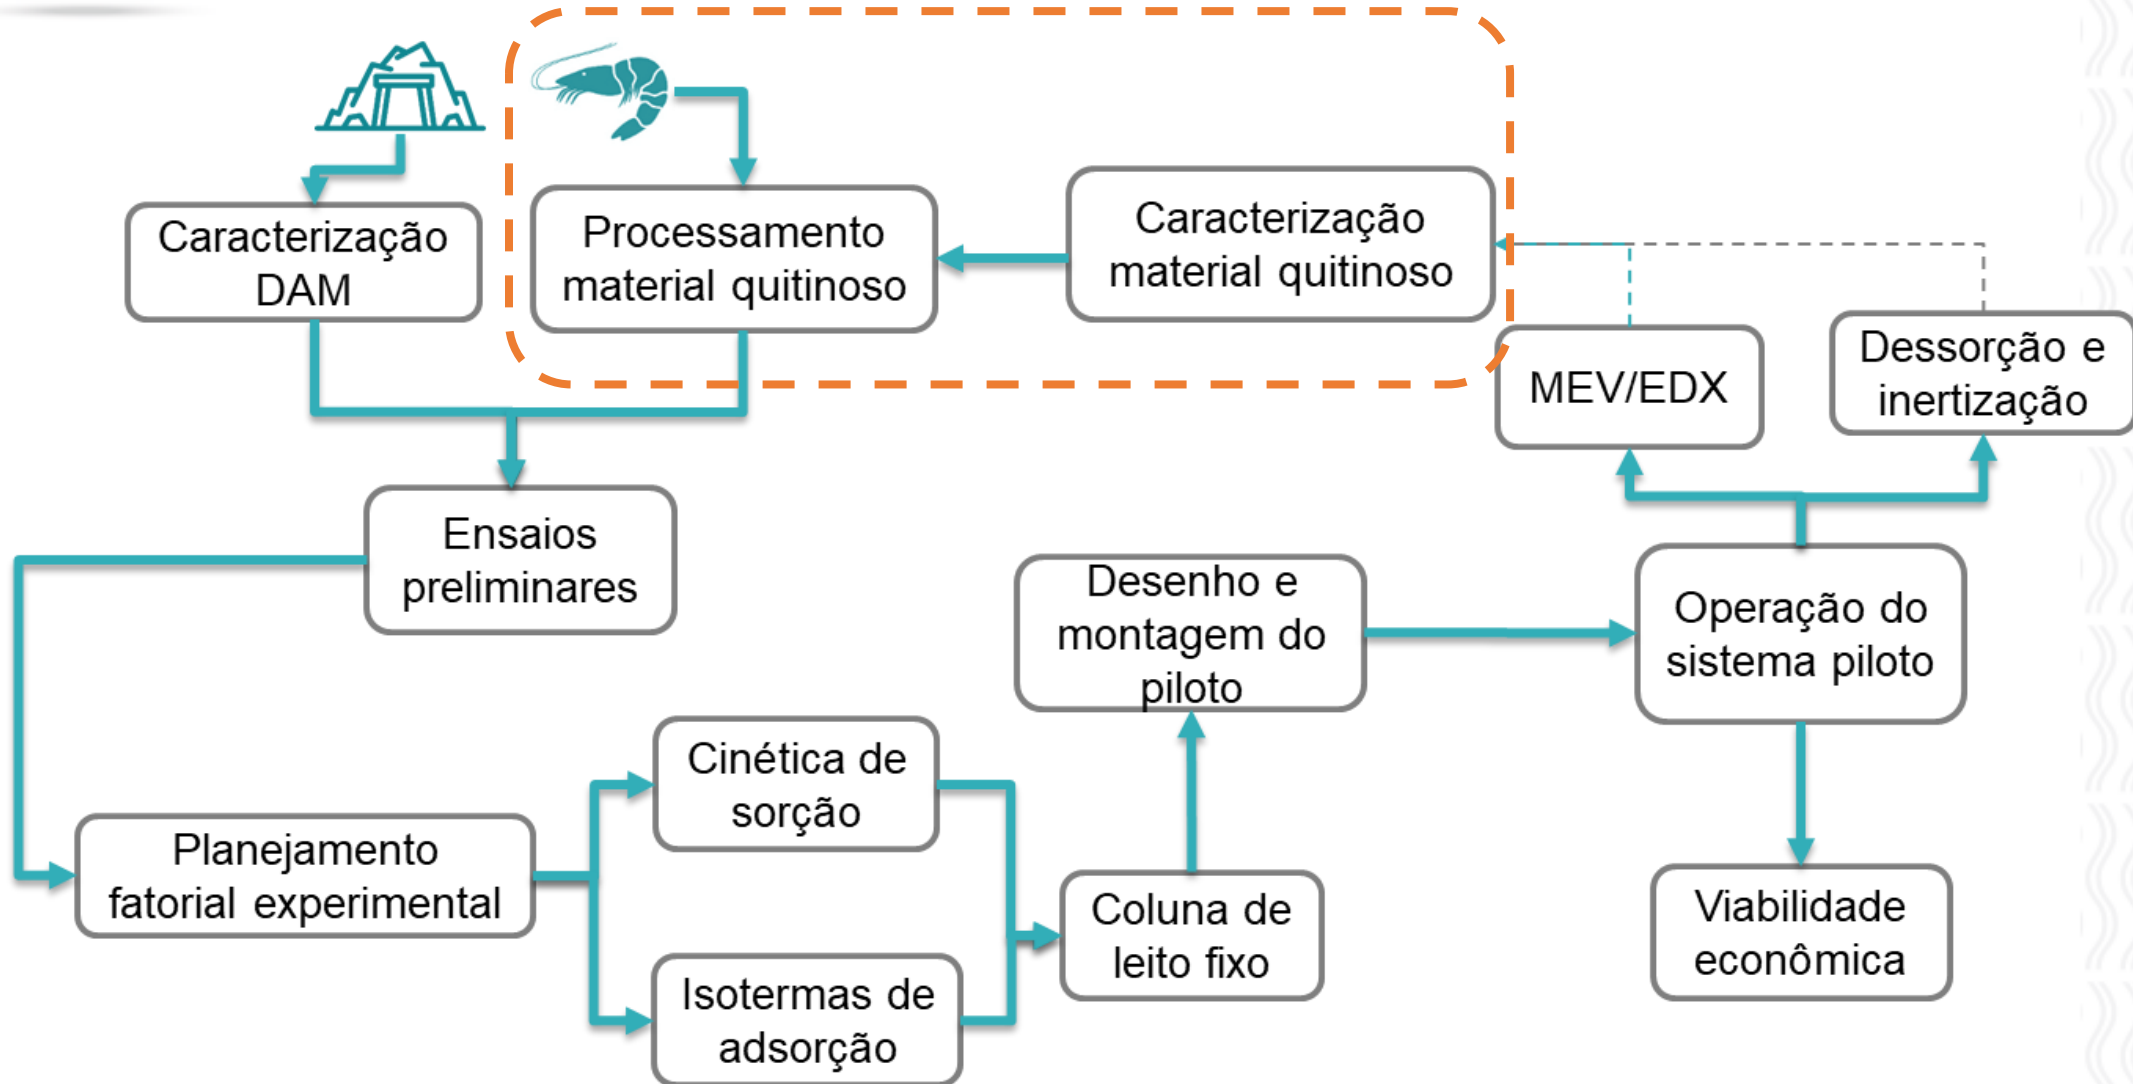 Caracterização
DAM
Processamento
material quitinoso
Caracterização
material quitinoso
MEV/EDX
Dessorção e
inertização
Ensaios
preliminares
Desenho e
montagem do
piloto
Operação do
sistema piloto
Cinética de
sorção
Planejamento
fatorial experimental
Coluna de
leito fixo
Viabilidade
econômica
Isotermas de
adsorção